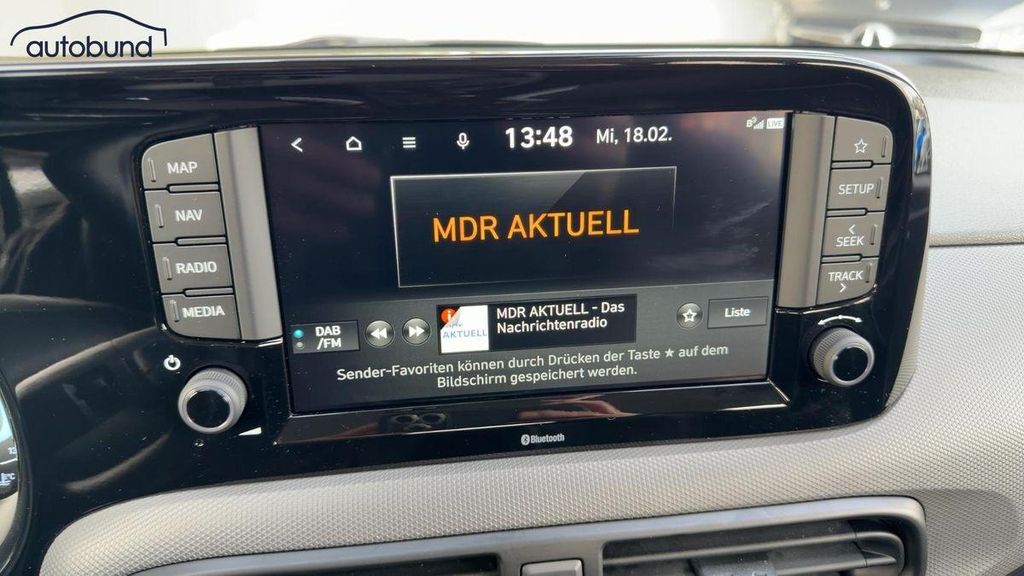 autobund
13:48 Mi, 18.02.
LIVE
MAP
NAV
RADIO
MEDIA
MDR AKTUELL
SETUP
SEEK
TRACK
DAB
/FM
AKTUELL
MDR AKTUELL - Das
Nachrichtenradio
Liste
Sender-Favoriten können durch Drücken der Taste ★ auf dem
Bildschirm gespeichert werden.
Bluetooth